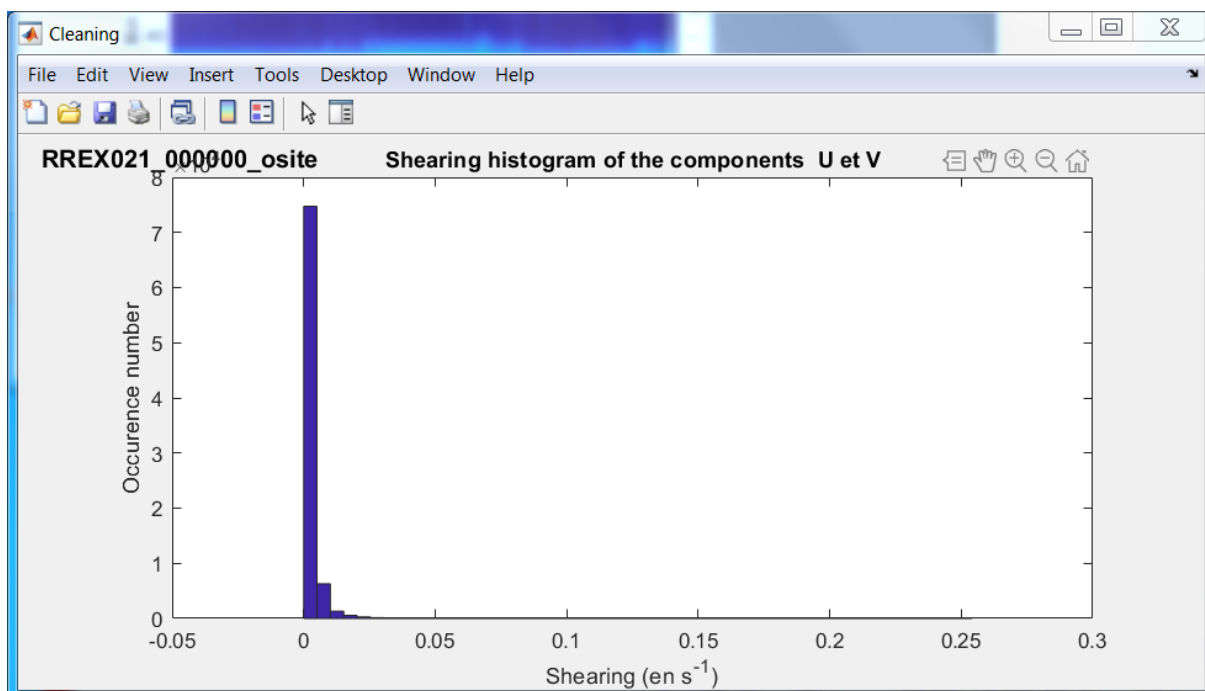 Cleaning
File Edit View Insert Tools Desktop Window Help
RREX021_000000_osite Shearing histogram of the components U et V
8
7
6
5
4
3
2
1
0
Occurence number
-0.05 0 0.05 0.1 0.15 0.2 0.25 0.3
Shearing (en s⁻¹)